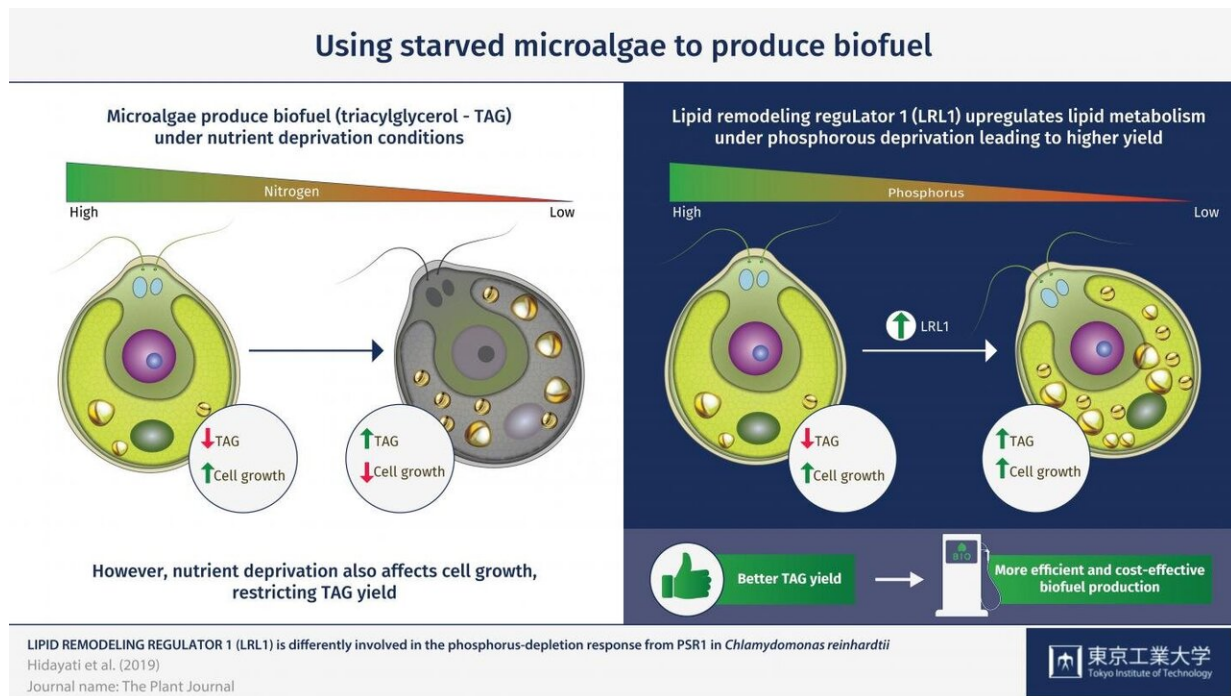 Using starved microalgae to produce biofuel
Microalgae produce biofuel (triacylglycerol - TAG)
under nutrient deprivation conditions
Nitrogen
High
Low
TAG
Cell growth
TAG
Cell growth
However, nutrient deprivation also affects cell growth,
restricting TAG yield
Lipid remodeling reguLator 1 (LRL1) upregulates lipid metabolism
under phosphorous deprivation leading to higher yield
Phosphorus
High
Low
LRL1
TAG
Cell growth
TAG
Cell growth
Better TAG yield
BIO
More efficient and cost-effective
biofuel production
LIPID REMODELING REGULATOR 1 (LRL1) is differently involved in the phosphorus-depletion response from PSR1 in Chlamydomonas reinhardtii
Hidayati et al. (2019)
Journal name: The Plant Journal
東京工業大学
Tokyo Institute of Technology